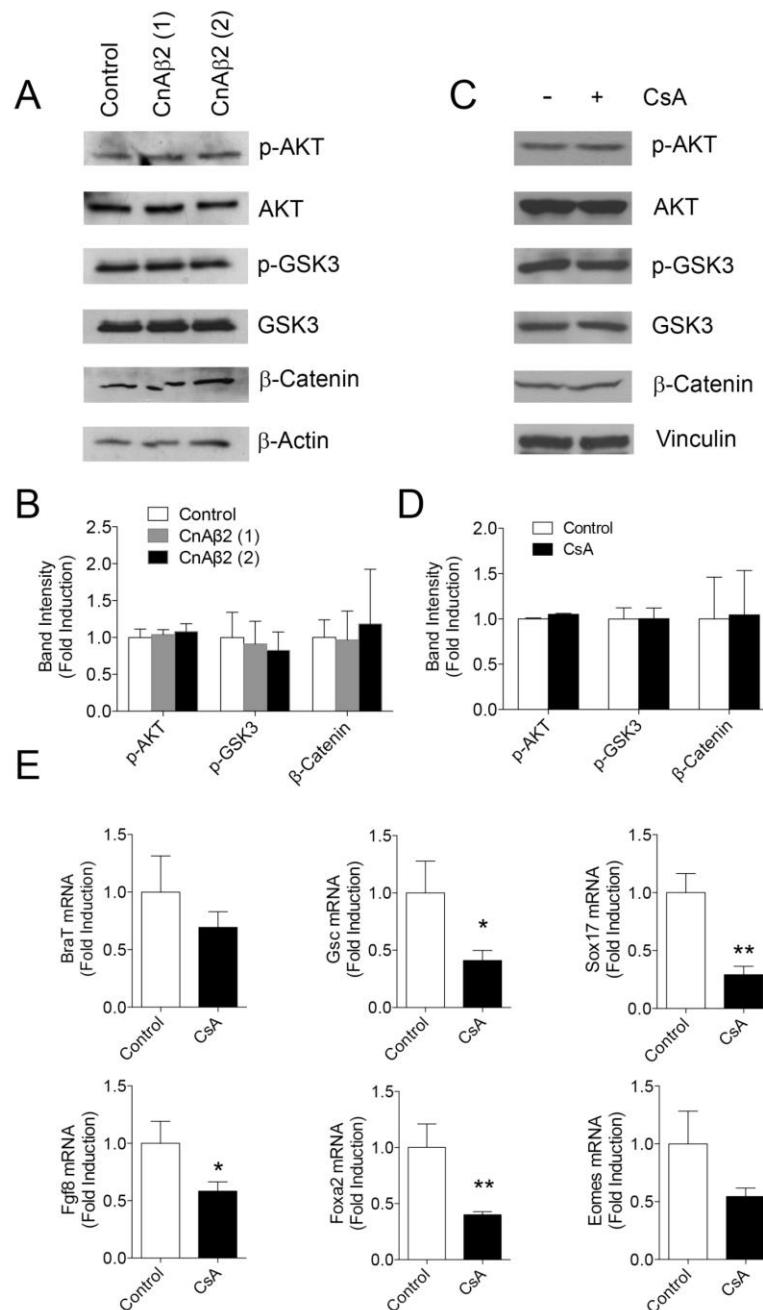 A
Control
CnAβ2 (1)
CnAβ2 (2)
p-AKT
AKT
p-GSK3
GSK3
β-Catenin
β-Actin
C
- + CsA
p-AKT
AKT
p-GSK3
GSK3
β-Catenin
Vinculin
B
Control
CnAβ2 (1)
CnAβ2 (2)
Band Intensity
(Fold Induction)
2.5
2.0
1.5
1.0
0.5
0.0
p-AKT
p-GSK3
β-Catenin
D
Control
CsA
Band Intensity
(Fold Induction)
2.0
1.5
1.0
0.5
0.0
p-AKT
p-GSK3
β-Catenin
E
BraT mRNA
(Fold Induction)
1.5
1.0
0.5
0.0
Control
CsA
Gsc mRNA
(Fold Induction)
1.5
1.0
0.5
0.0
*
Control
CsA
Sox17 mRNA
(Fold Induction)
1.5
1.0
0.5
0.0
**
Control
CsA
Fgf8 mRNA
(Fold Induction)
1.5
1.0
0.5
0.0
*
Control
CsA
Foxa2 mRNA
(Fold Induction)
1.5
1.0
0.5
0.0
**
Control
CsA
Eomes mRNA
(Fold Induction)
1.5
1.0
0.5
0.0
Control
CsA